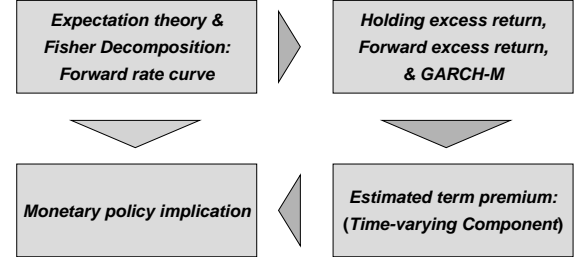 Expectation theory &
Fisher Decomposition:
Forward rate curve
Holding excess return,
Forward excess return,
& GARCH-M
Monetary policy implication
Estimated term premium:
(Time-varying Component)